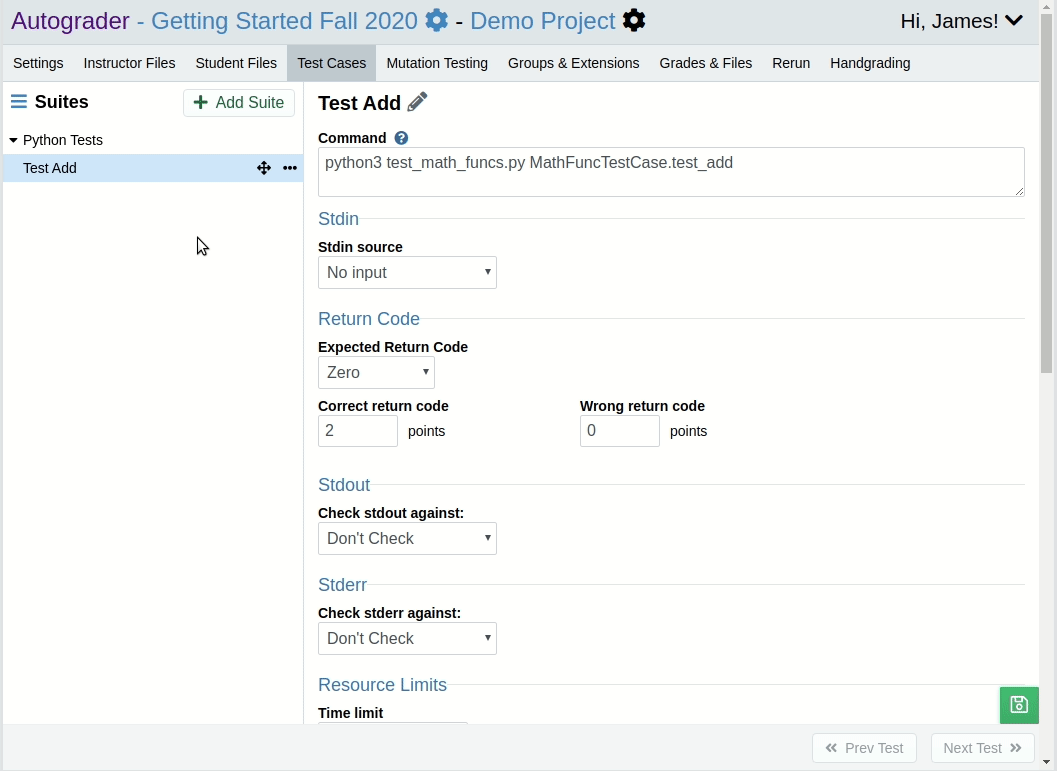 Autograder - Getting Started Fall 2020 - Demo Project Hi, James!
Settings Instructor Files Student Files Test Cases Mutation Testing Groups & Extensions Grades & Files Rerun Handgrading
Suites Add Suite
Python Tests
Test Add
Test Add
Command
python3 test_math_funcs.py MathFuncTestCase.test_add
Stdin
Stdin source
No input
Return Code
Expected Return Code
Zero
Correct return code Wrong return code
2 points 0 points
Stdout
Check stdout against:
Don't Check
Stderr
Check stderr against:
Don't Check
Resource Limits
Time limit
Prev Test Next Test